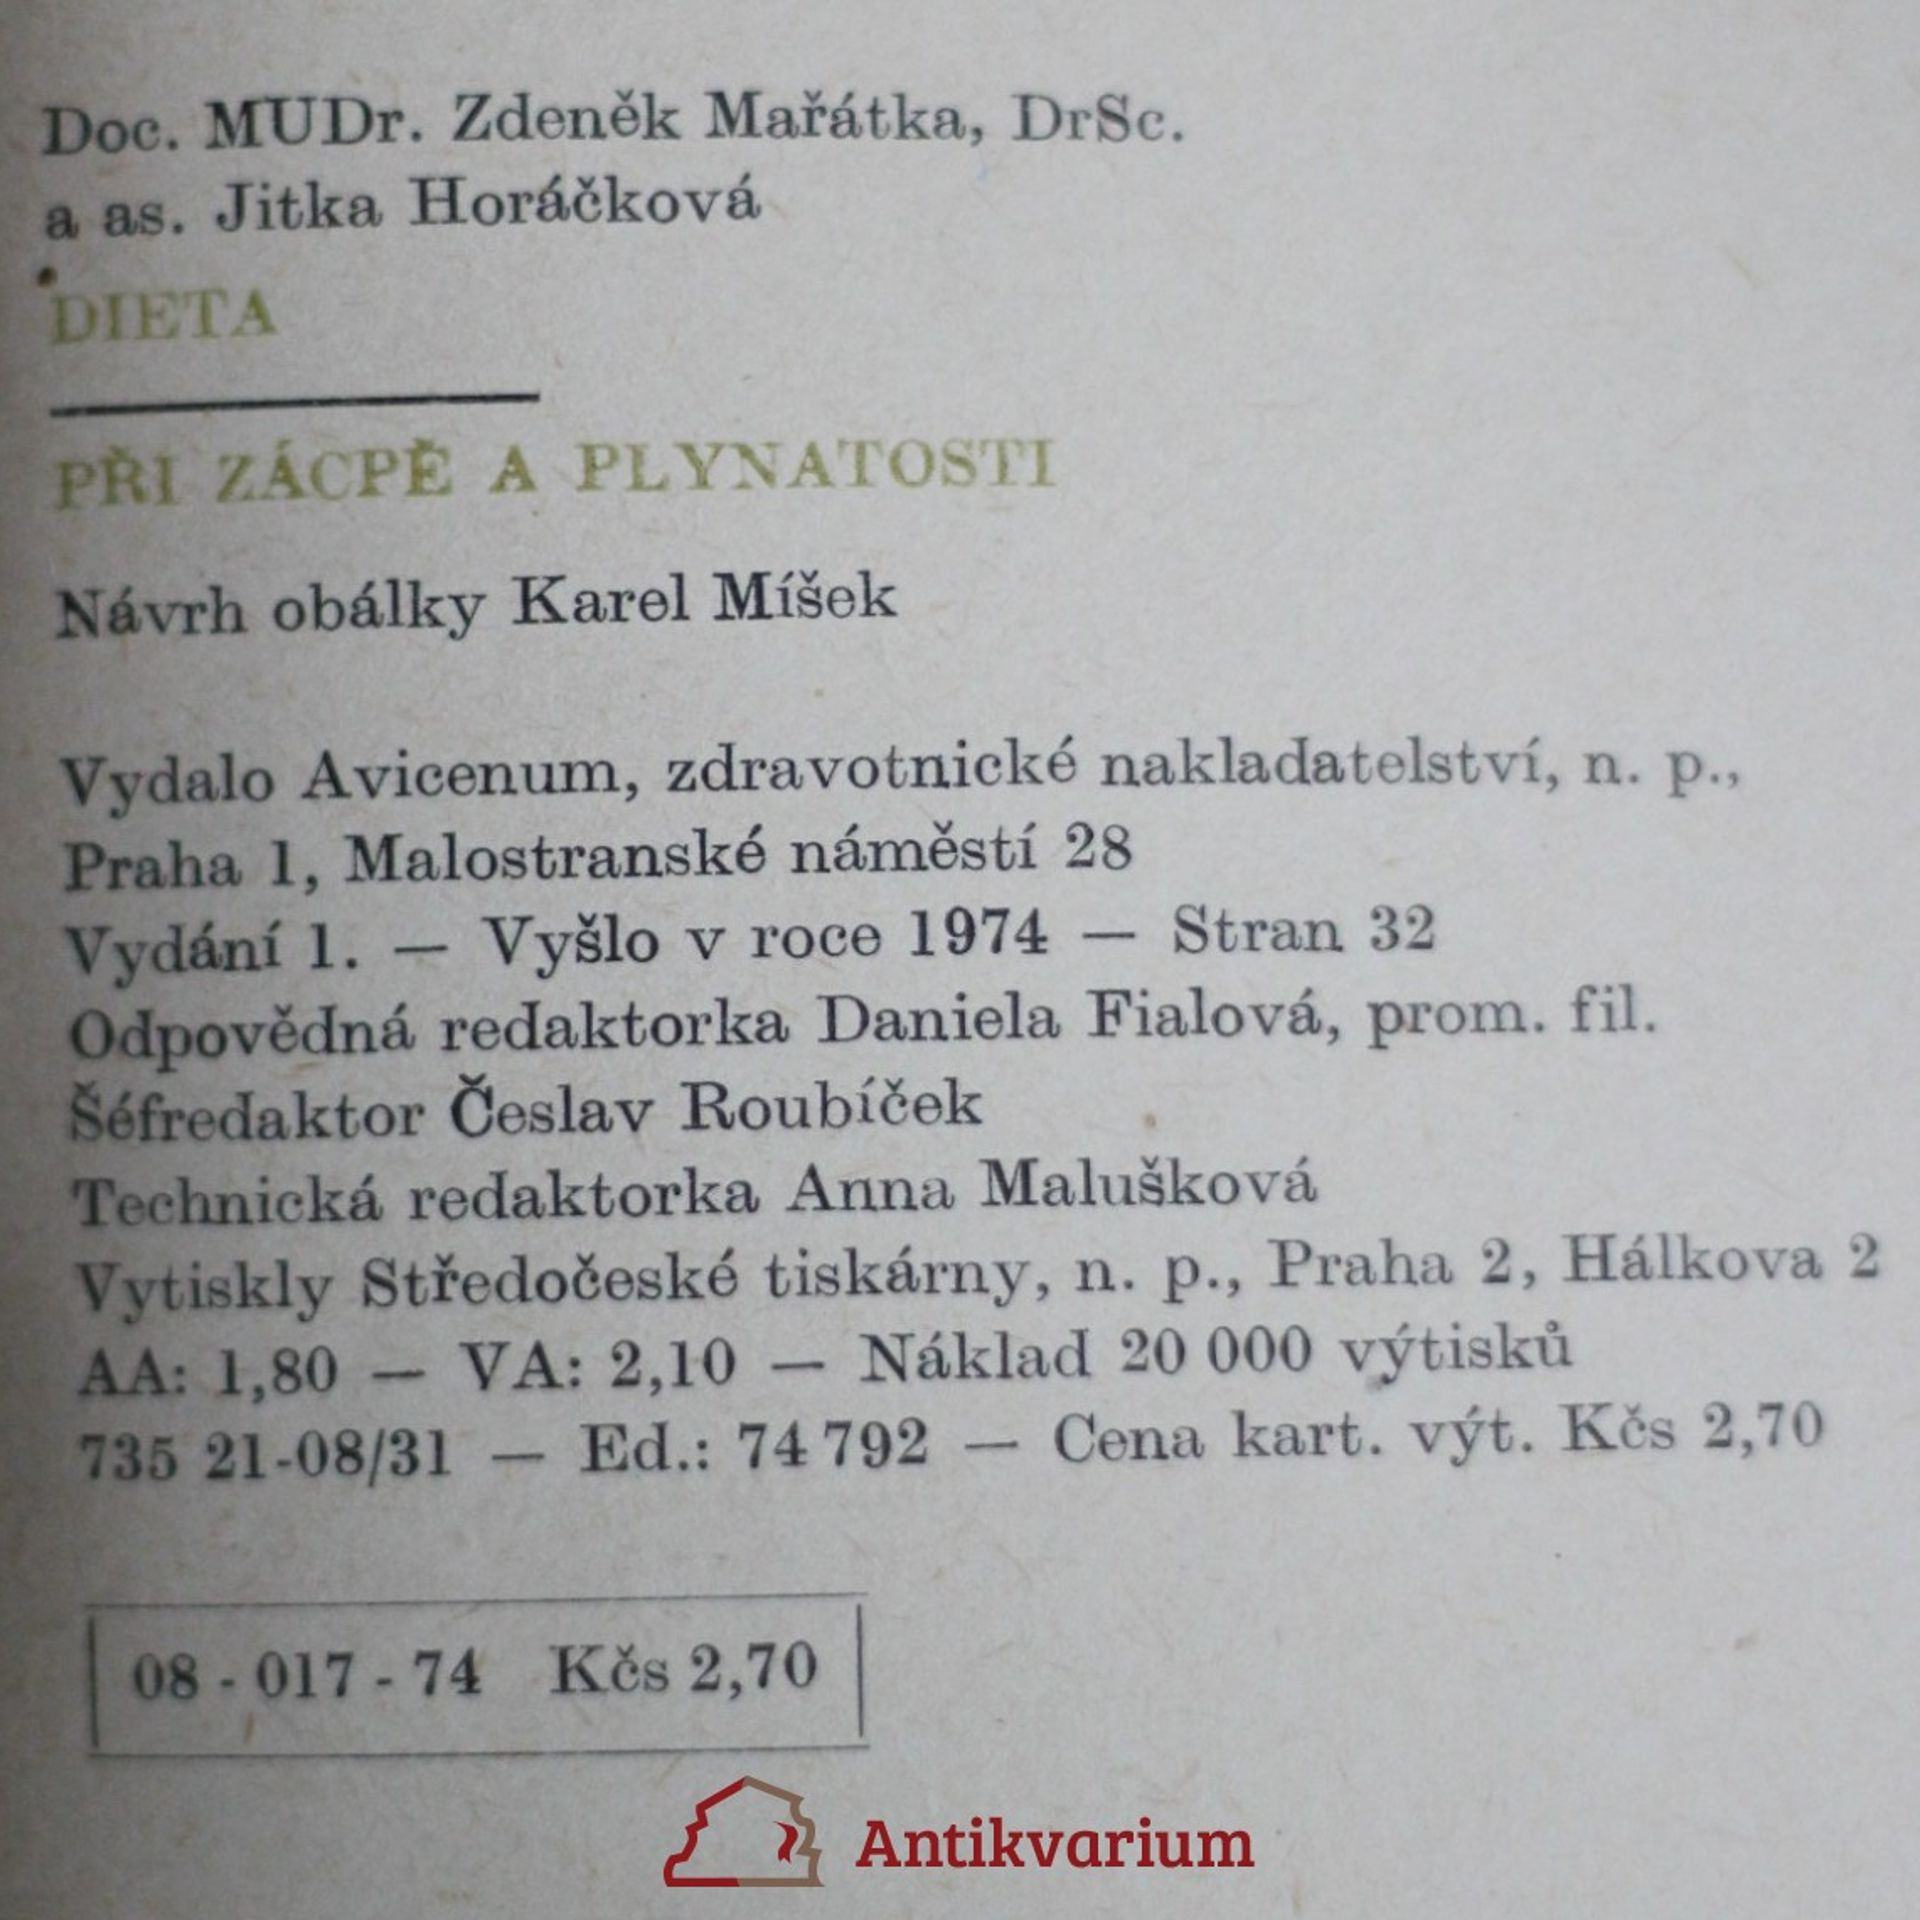 Doc. MUDr. Zdeněk Mařátka, DrSc.
a as. Jitka Horáčková
DIETA
PŘI ZÁCPĚ A PLYNATOSTI
Návrh obálky Karel Míšek
Vydalo Avicenum, zdravotnické nakladatelství, n. p.,
Praha 1, Malostranské náměstí 28
Vydání 1. — Vyšlo v roce 1974 — Stran 32
Odpovědná redaktorka Daniela Fialová, prom. fil.
Šéfredaktor Česlav Roubíček
Technická redaktorka Anna Malušková
Vytiskly Středočeské tiskárny, n. p., Praha 2, Hálkova 2
AA: 1,80 — VA: 2,10 — Náklad 20 000 výtisků
735 21-08/31 — Ed.: 74 792 — Cena kart. výt. Kčs 2,70
08 - 017 - 74 Kčs 2,70
Antikvarium